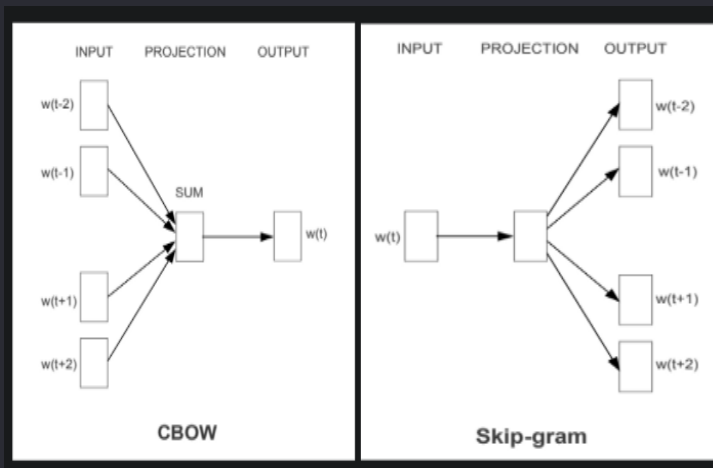 INPUT PROJECTION OUTPUT
w(t-2)
w(t-1)
SUM
w(t)
w(t+1)
w(t+2)
CBOW
INPUT PROJECTION OUTPUT
w(t-2)
w(t-1)
w(t)
w(t+1)
w(t+2)
Skip-gram